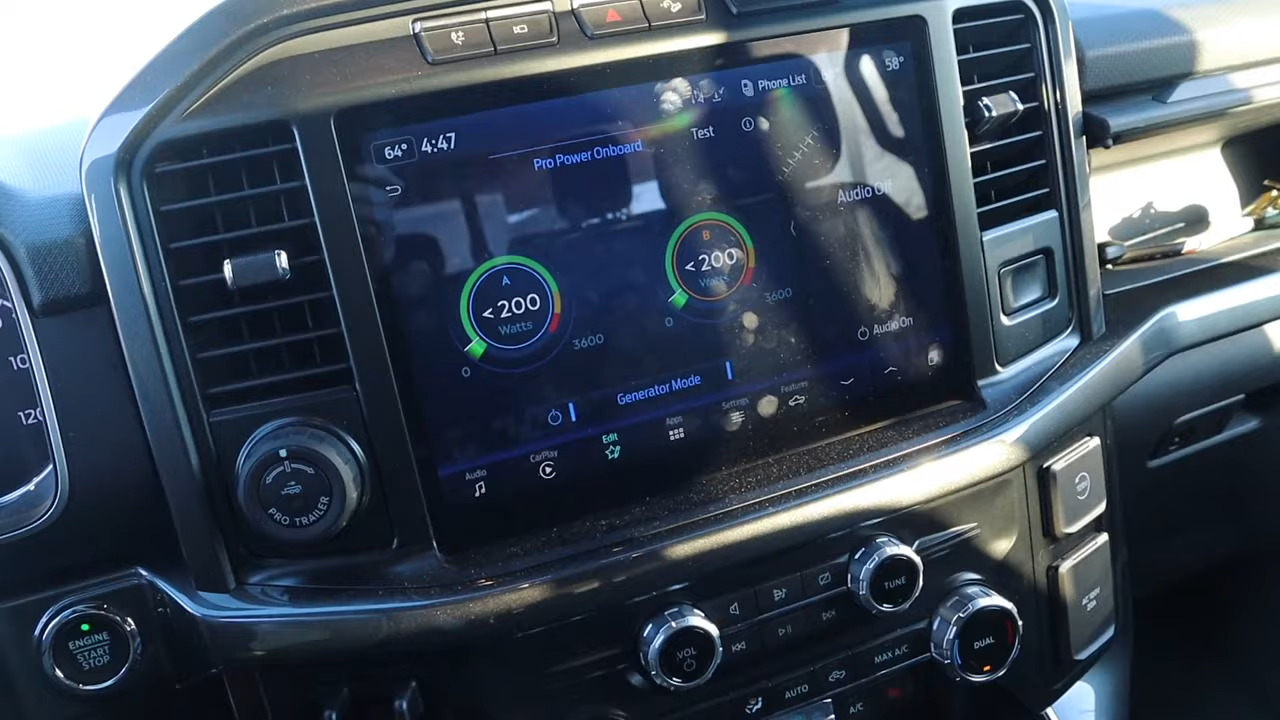 64° 4:47
Phone List
58°
Pro Power Onboard
Test
Audio Off
A
<200
Watts
0
3600
B
<200
Watts
0
3600
Audio On
Generator Mode
Audio
CarPlay
Edit
Apps
Settings
Features
10
120
PRO TRAILER
ENGINE
START
STOP
VOL
TUNE
DUAL
AUTO
MAX A/C
A/C